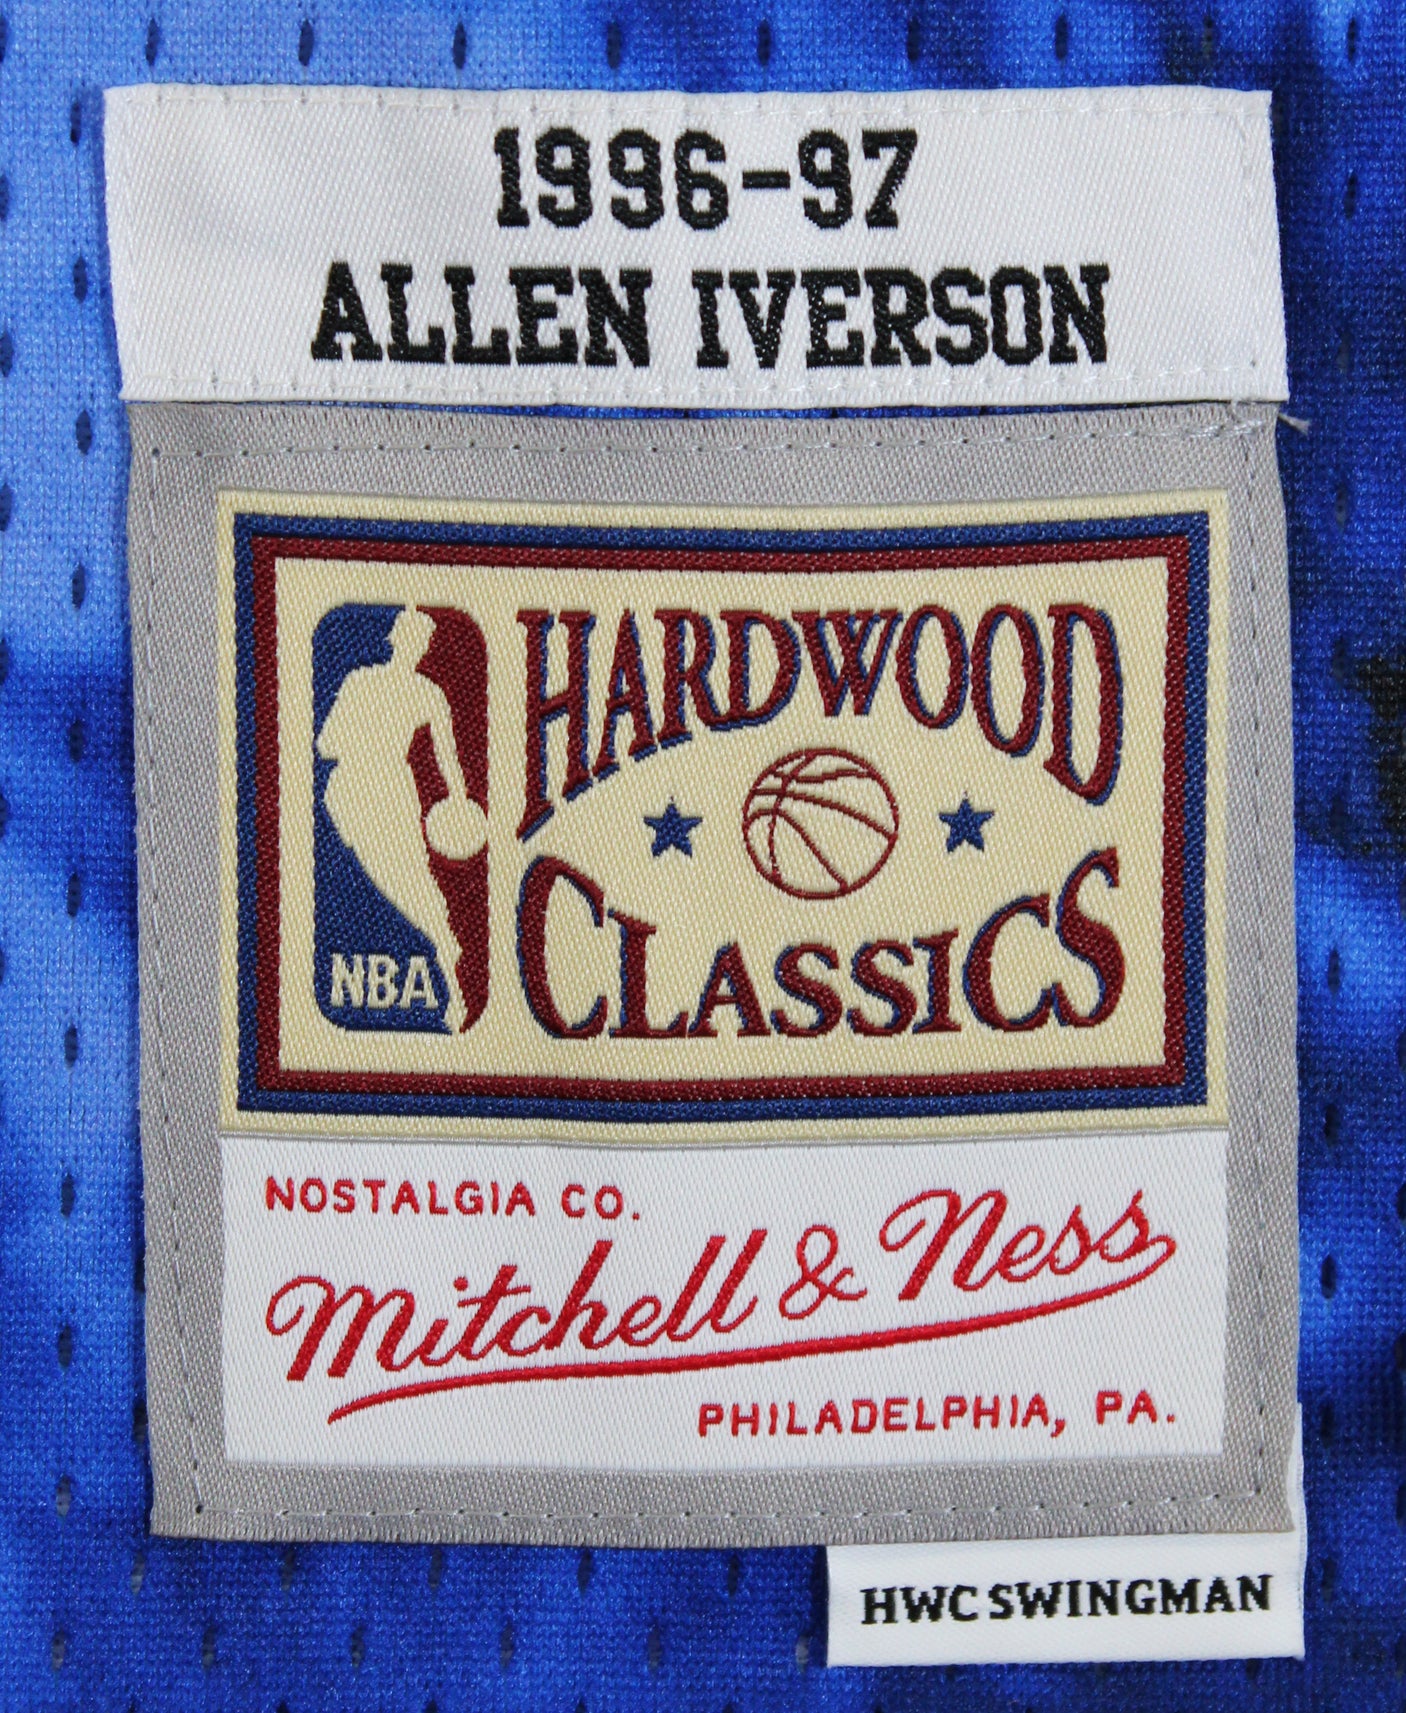 1996-97
ALLEN IVERSON
HARDWOOD
CLASSICS
NBA
NOSTALGIA CO.
Mitchell & Ness
PHILADELPHIA, PA.
HWC SWINGMAN